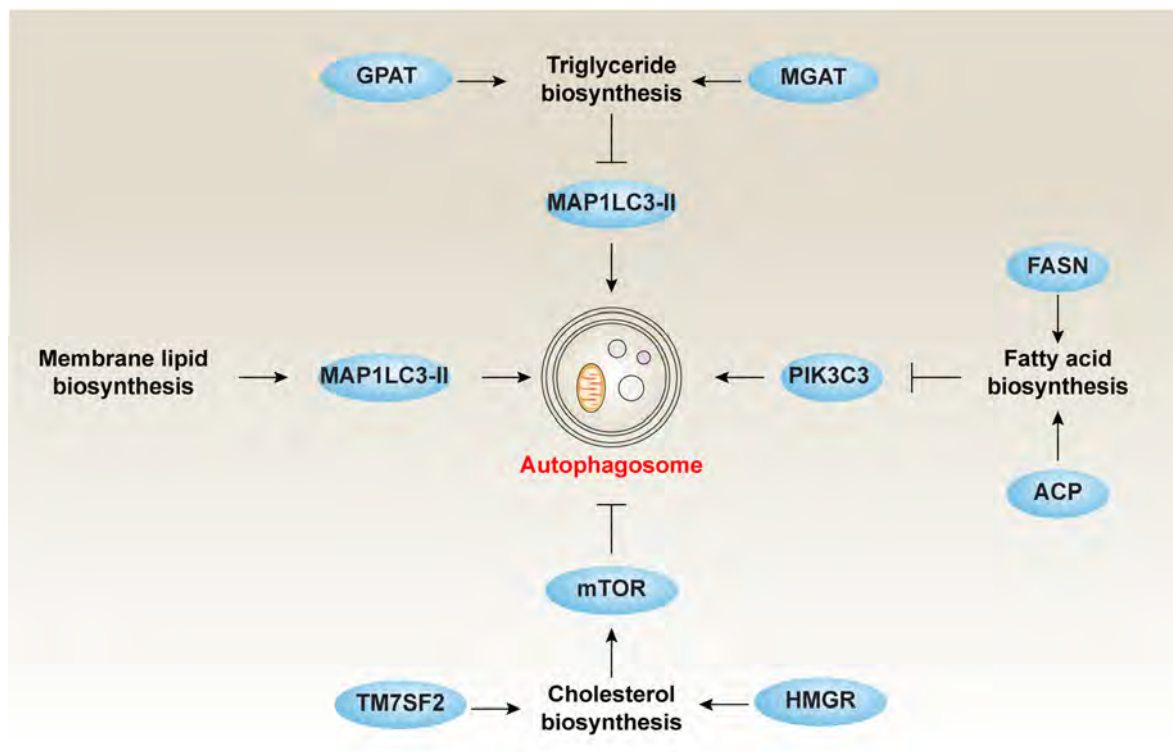 GPAT
Triglyceride
biosynthesis
MGAT
MAP1LC3-II
FASN
Membrane lipid
biosynthesis
MAP1LC3-II
PIK3C3
Fatty acid
biosynthesis
Autophagosome
ACP
mTOR
TM7SF2
Cholesterol
biosynthesis
HMGR